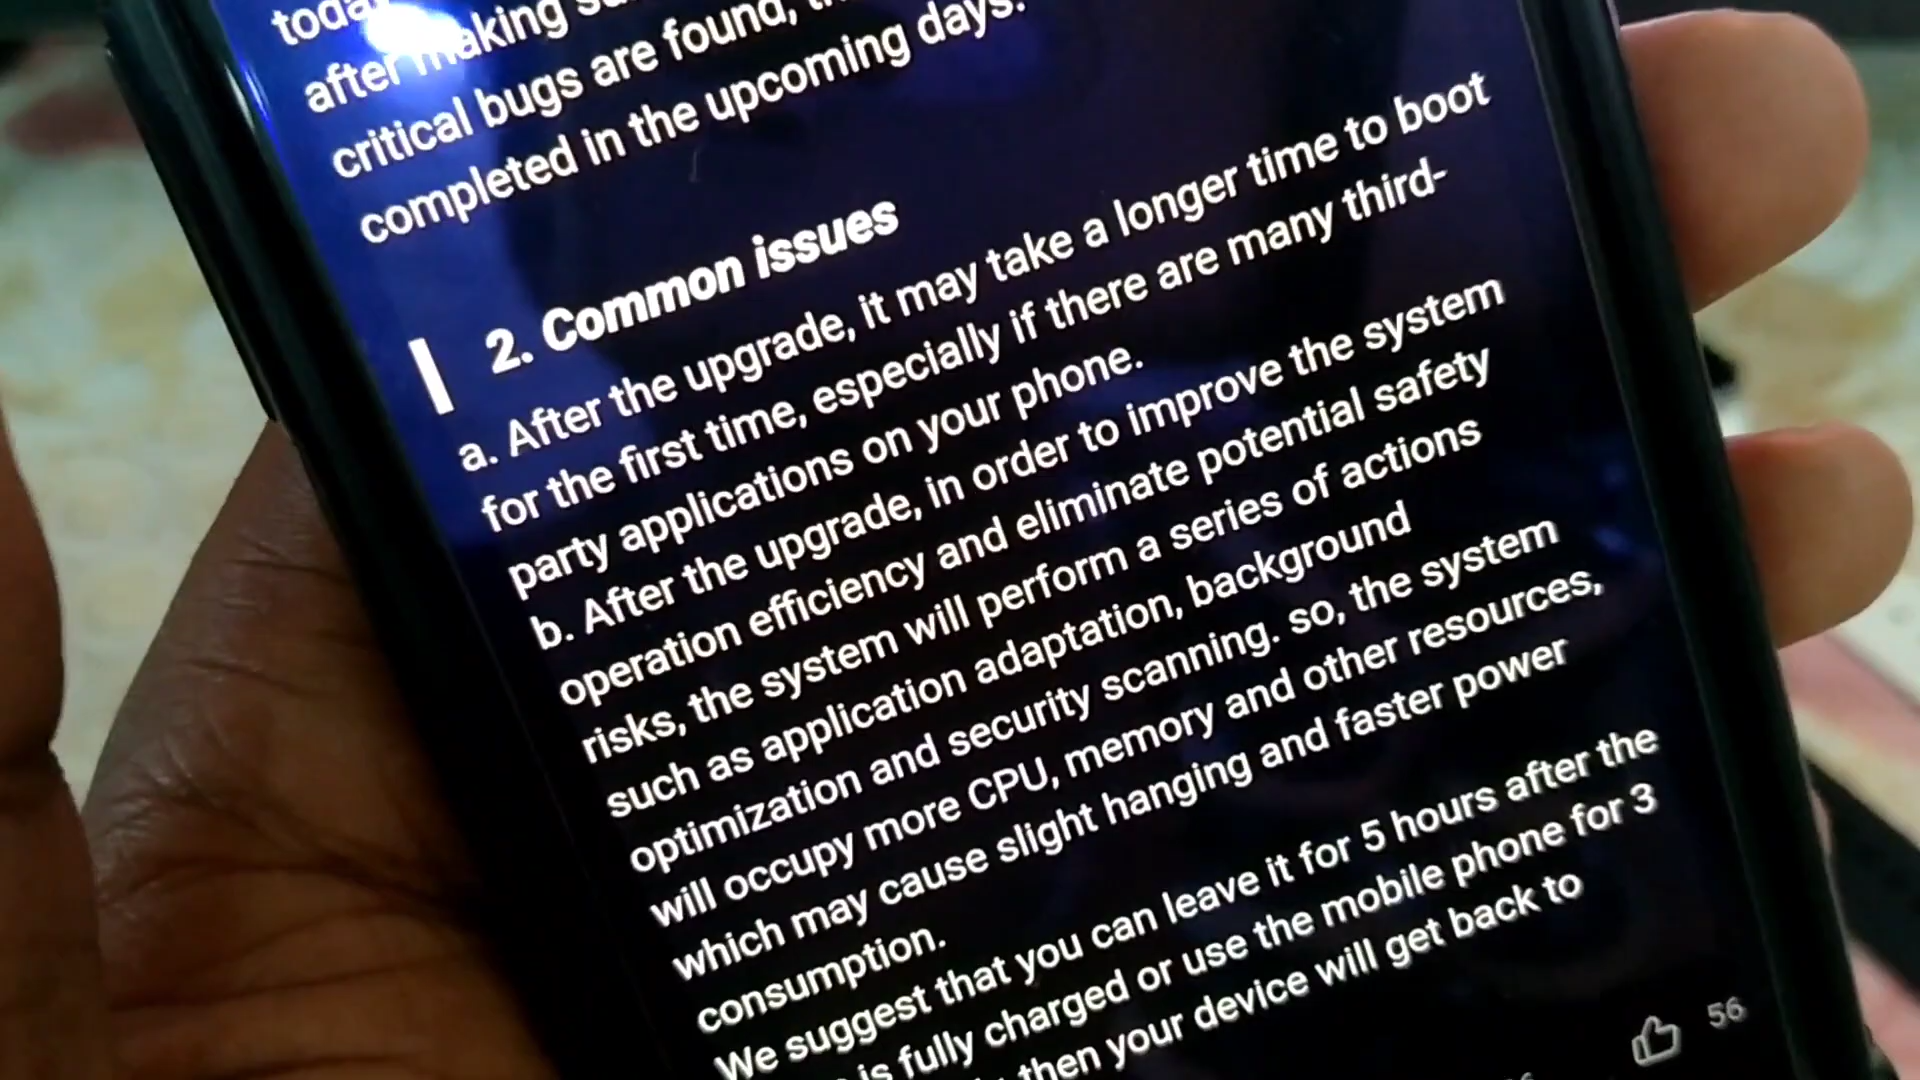 after making
critical bugs are found,
completed in the upcoming days.
2. Common issues
a. After the upgrade, it may take a longer time to boot
for the first time, especially if there are many third-
party applications on your phone.
b. After the upgrade, in order to improve the system
operation efficiency and eliminate potential safety
risks, the system will perform a series of actions
such as application adaptation, background
optimization and security scanning. so, the system
will occupy more CPU, memory and other resources,
which may cause slight hanging and faster power
consumption.
We suggest that you can leave it for 5 hours after the
is fully charged or use the mobile phone for 3
then your device will get back to
56